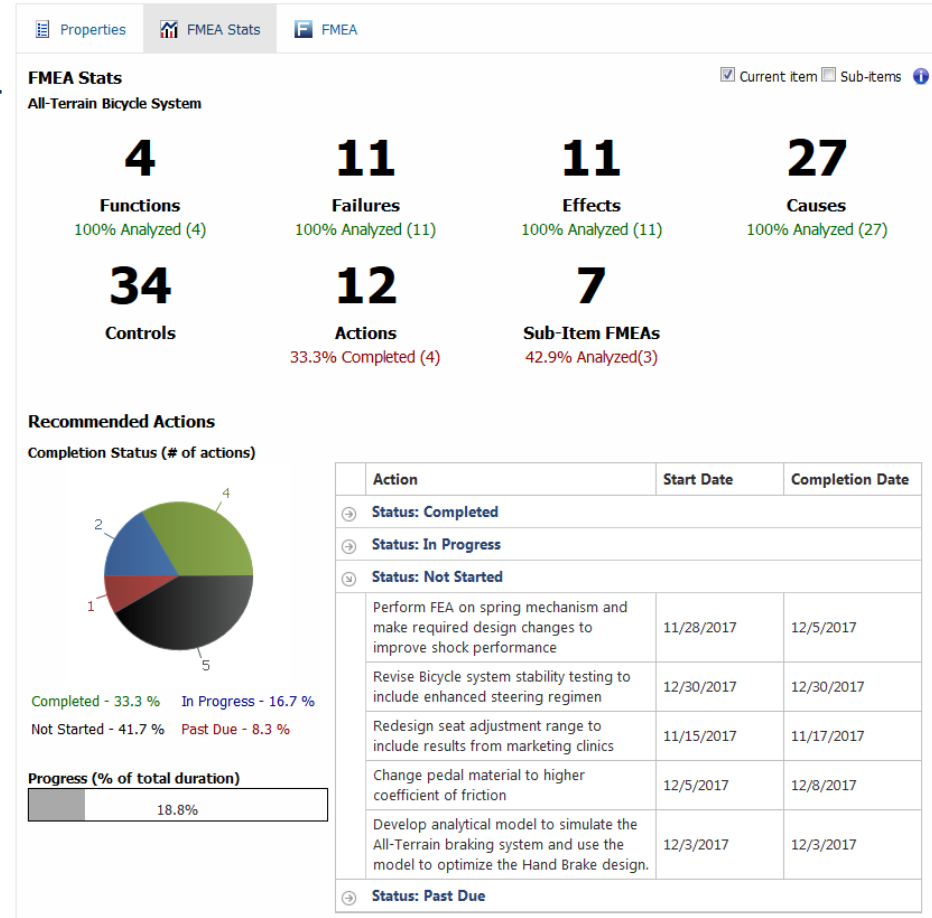 Properties
FMEA Stats
FMEA
FMEA Stats
Current item
Sub-items
All-Terrain Bicycle System
4
11
11
27
Functions
Failures
Effects
Causes
100% Analyzed (4)
100% Analyzed (11)
100% Analyzed (11)
100% Analyzed (27)
34
12
7
Controls
Actions
Sub-Item FMEAs
33.3% Completed (4)
42.9% Analyzed(3)
Recommended Actions
Completion Status (# of actions)
4
2
1
5
Completed - 33.3 %
In Progress - 16.7 %
Not Started - 41.7 %
Past Due - 8.3 %
Progress (% of total duration)
18.8%
Action
Start Date
Completion Date
Status: Completed
Status: In Progress
Status: Not Started
Perform FEA on spring mechanism and
make required design changes to
improve shock performance
11/28/2017
12/5/2017
Revise Bicycle system stability testing to
include enhanced steering regimen
12/30/2017
12/30/2017
Redesign seat adjustment range to
include results from marketing clinics
11/15/2017
11/17/2017
Change pedal material to higher
coefficient of friction
12/5/2017
12/8/2017
Develop analytical model to simulate the
All-Terrain braking system and use the
model to optimize the Hand Brake design.
12/3/2017
12/3/2017
Status: Past Due